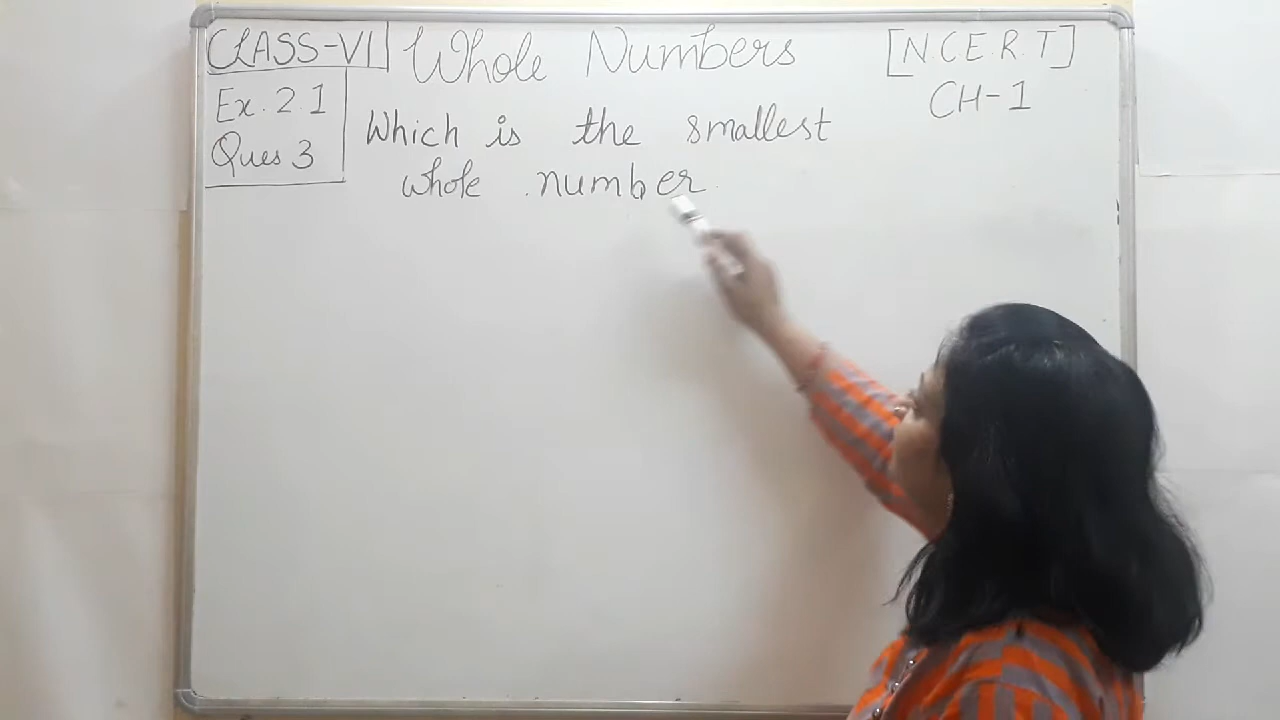 CLASS-VI Whole Numbers [N.C.E.R.T]
CH-1
Ex. 2.1
Ques 3
Which is the smallest
whole number